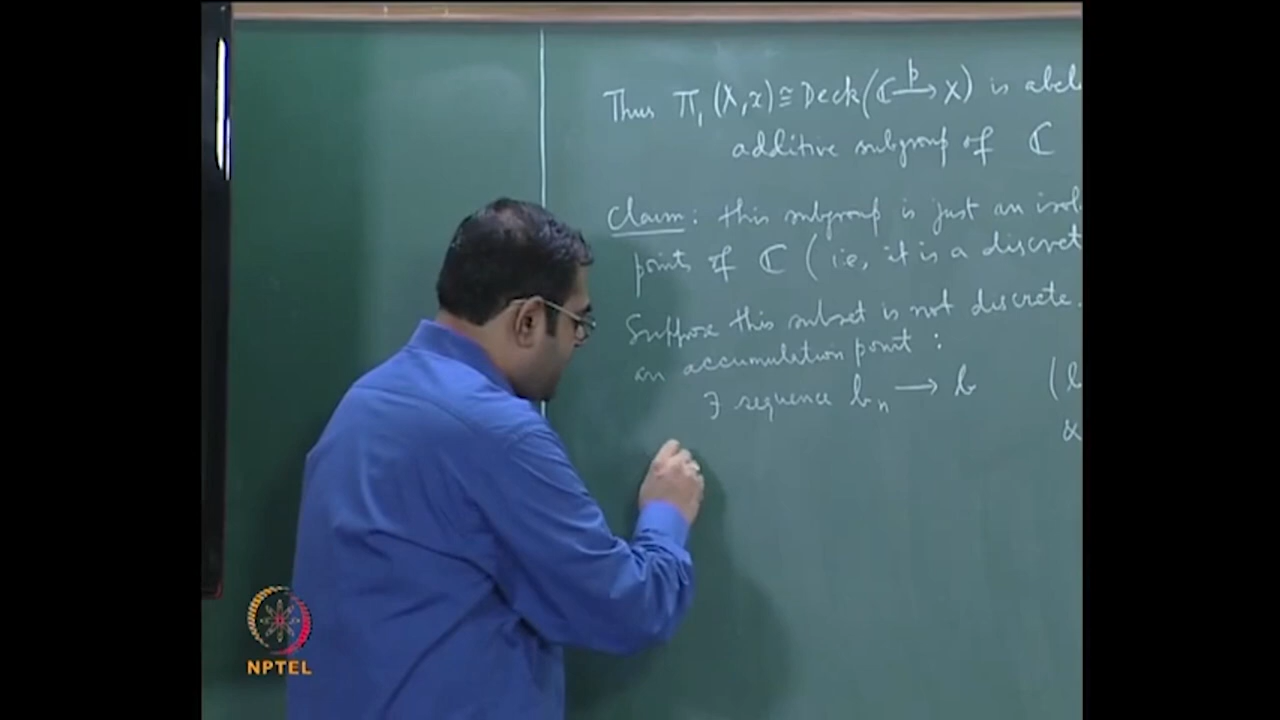 Thus π₁(X,x) ≅ Deck(ℂ —p→ X) is abel
additive subgroup of ℂ
Claim: this subgroup is just an isol
points of ℂ (i.e., it is a discret
Suppose this subset is not discrete.
an accumulation point :
∃ sequence bₙ → b (b
NPTEL